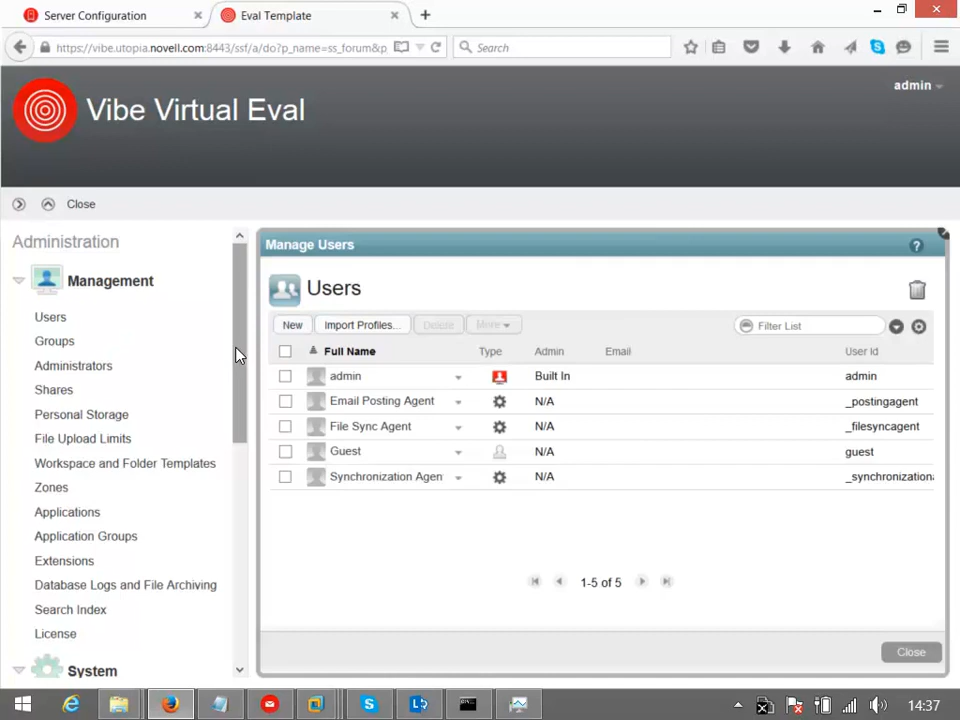 Server Configuration
Eval Template
https://vibe.utopia.novell.com:8443/ssf/a/do?p_name=ss_forum&p
Search
admin
Vibe Virtual Eval
Close
Administration
Management
Users
Groups
Administrators
Shares
Personal Storage
File Upload Limits
Workspace and Folder Templates
Zones
Applications
Application Groups
Extensions
Database Logs and File Archiving
Search Index
License
System
Manage Users
?
Users
New
Import Profiles...
Delete
More
Filter List
Full Name Type Admin Email User Id
admin Built In admin
Email Posting Agent N/A _postingagent
File Sync Agent N/A _filesyncagent
Guest N/A guest
Synchronization Agen N/A _synchroniza­tiona
1-5 of 5
Close
14:37